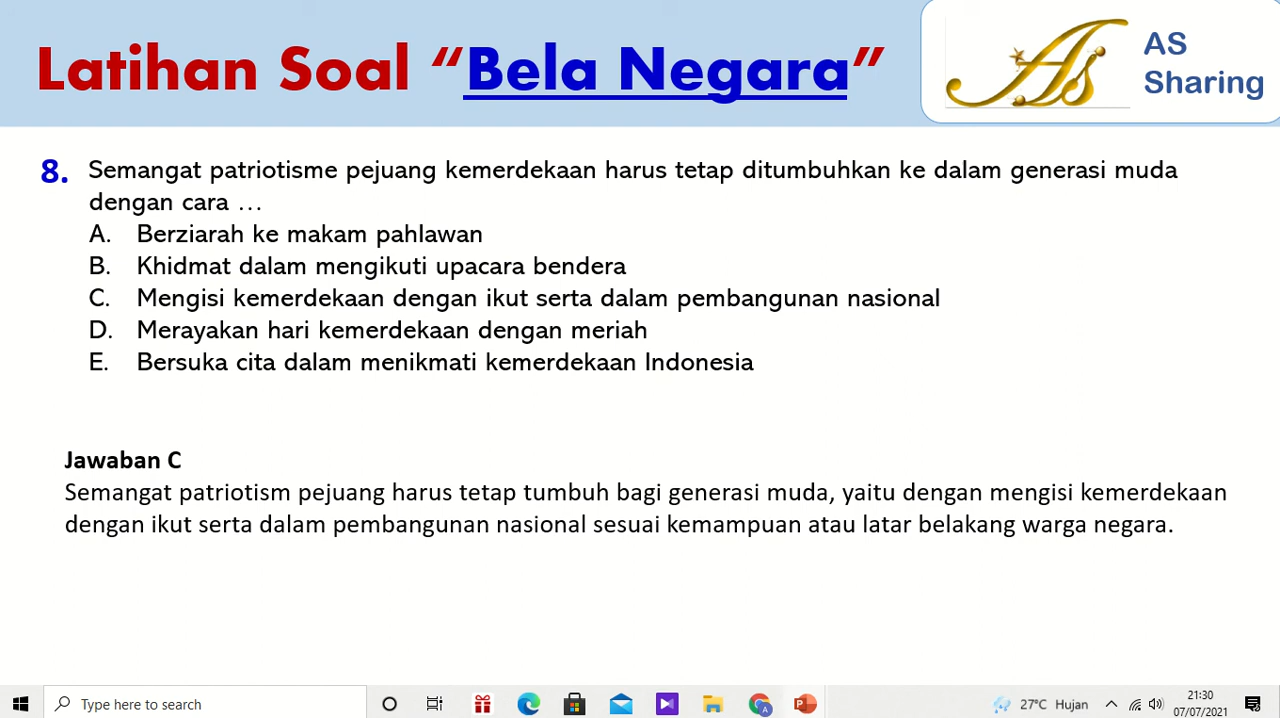 Latihan Soal “Bela Negara”
As
AS
Sharing
8. Semangat patriotisme pejuang kemerdekaan harus tetap ditumbuhkan ke dalam generasi muda
dengan cara ...
A. Berziarah ke makam pahlawan
B. Khidmat dalam mengikuti upacara bendera
C. Mengisi kemerdekaan dengan ikut serta dalam pembangunan nasional
D. Merayakan hari kemerdekaan dengan meriah
E. Bersuka cita dalam menikmati kemerdekaan Indonesia
Jawaban C
Semangat patriotism pejuang harus tetap tumbuh bagi generasi muda, yaitu dengan mengisi kemerdekaan
dengan ikut serta dalam pembangunan nasional sesuai kemampuan atau latar belakang warga negara.
Type here to search
27°C Hujan
21:30
07/07/2021